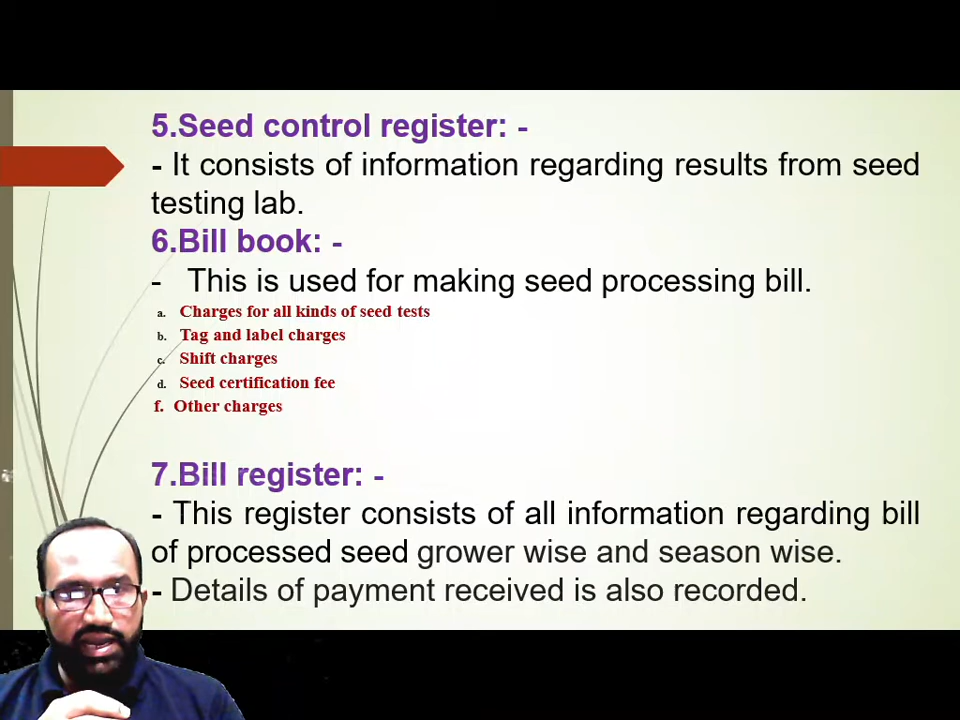 5.Seed control register: -
- It consists of information regarding results from seed
testing lab.
6.Bill book: -
- This is used for making seed processing bill.
a. Charges for all kinds of seed tests
b. Tag and label charges
c. Shift charges
d. Seed certification fee
f. Other charges
7.Bill register: -
- This register consists of all information regarding bill
of processed seed grower wise and season wise.
- Details of payment received is also recorded.